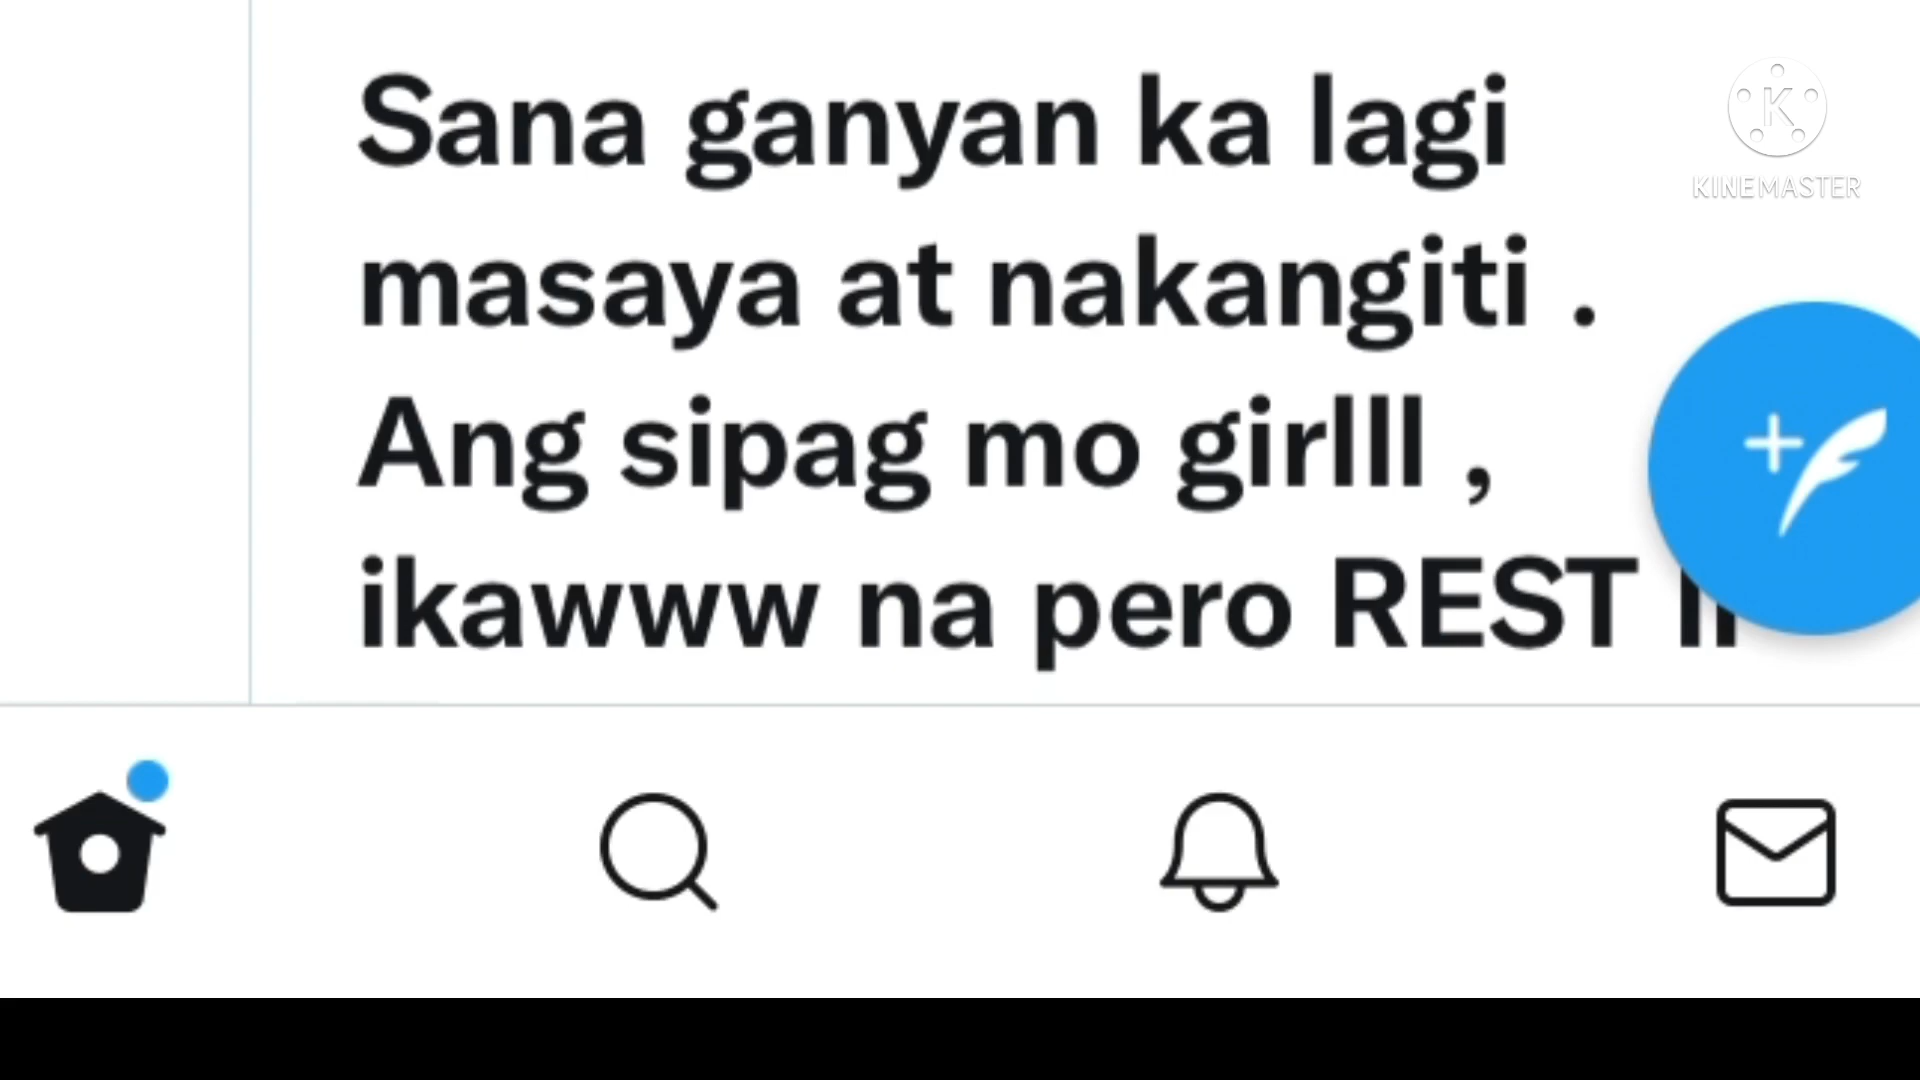 Sana ganyan ka lagi
masaya at nakangiti .
Ang sipag mo girlll ,
ikawww na pero REST
K
KINEMASTER